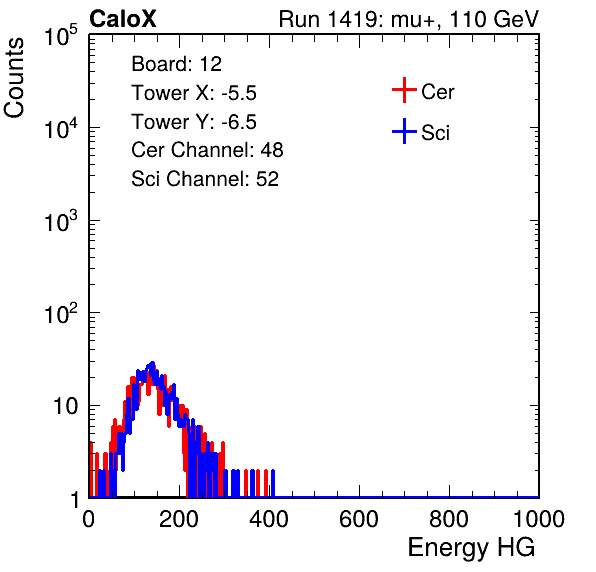 CaloX Run 1419: mu+, 110 GeV
Board: 12
Tower X: -5.5
Tower Y: -6.5
Cer Channel: 48
Sci Channel: 52
Cer
Sci
Counts
10^5
10^4
10^3
10^2
10
1
0 200 400 600 800 1000
Energy HG